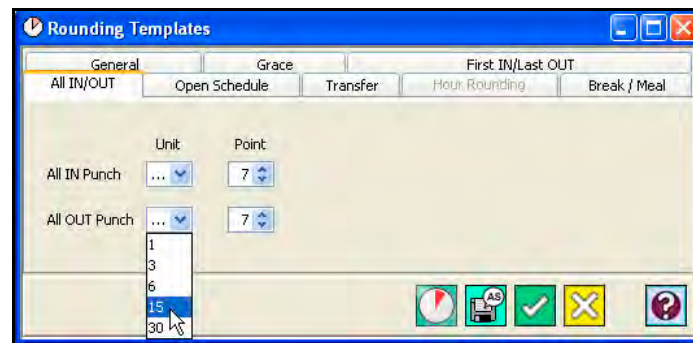 Rounding Templates
General Grace First IN/Last OUT
All IN/OUT Open Schedule Transfer Hour Rounding Break / Meal
Unit Point
All IN Punch ... 7
All OUT Punch ... 7
1
3
6
15
30
AS
?